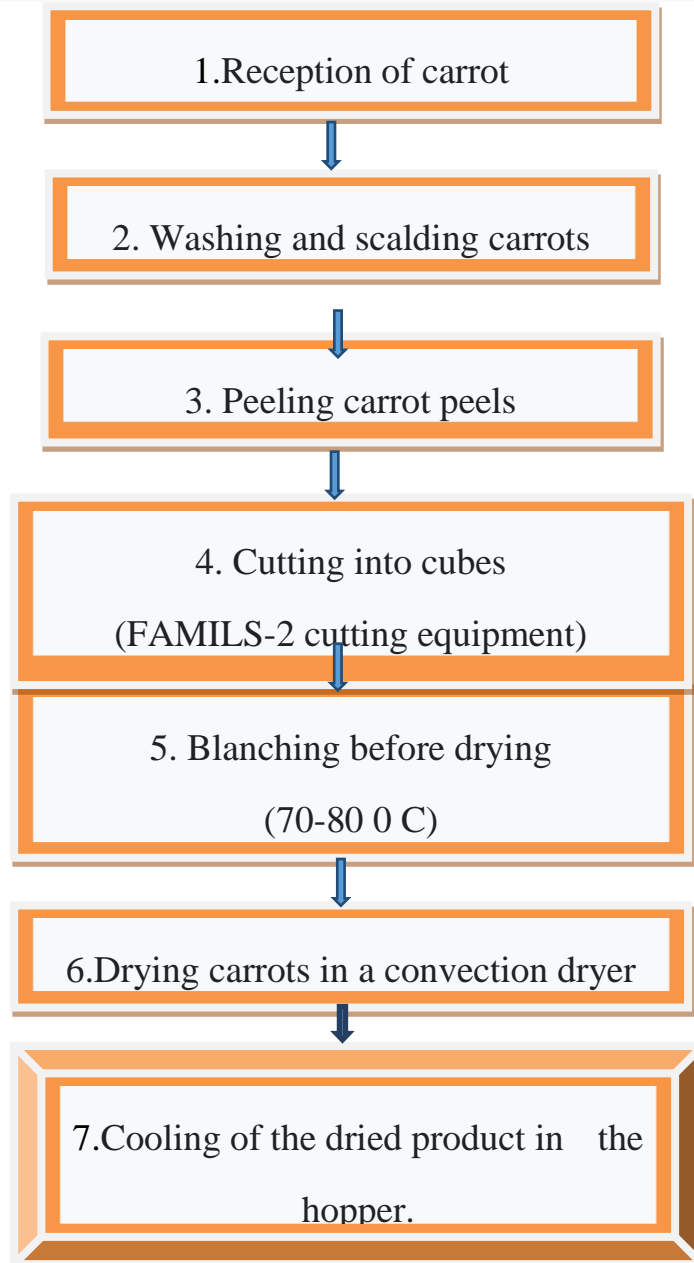 1.Reception of carrot
2. Washing and scalding carrots
3. Peeling carrot peels
4. Cutting into cubes
(FAMILS-2 cutting equipment)
5. Blanching before drying
(70-80 0 C)
6.Drying carrots in a convection dryer
7.Cooling of the dried product in the
hopper.